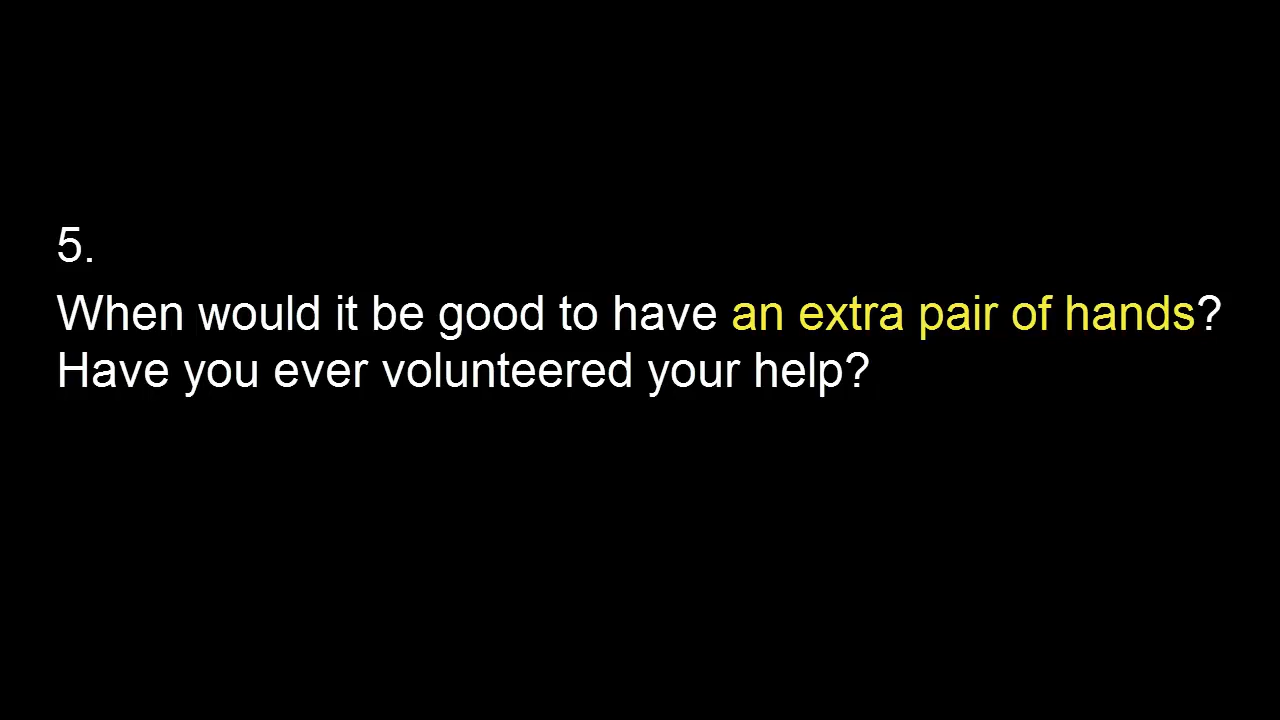 5.
When would it be good to have an extra pair of hands?
Have you ever volunteered your help?